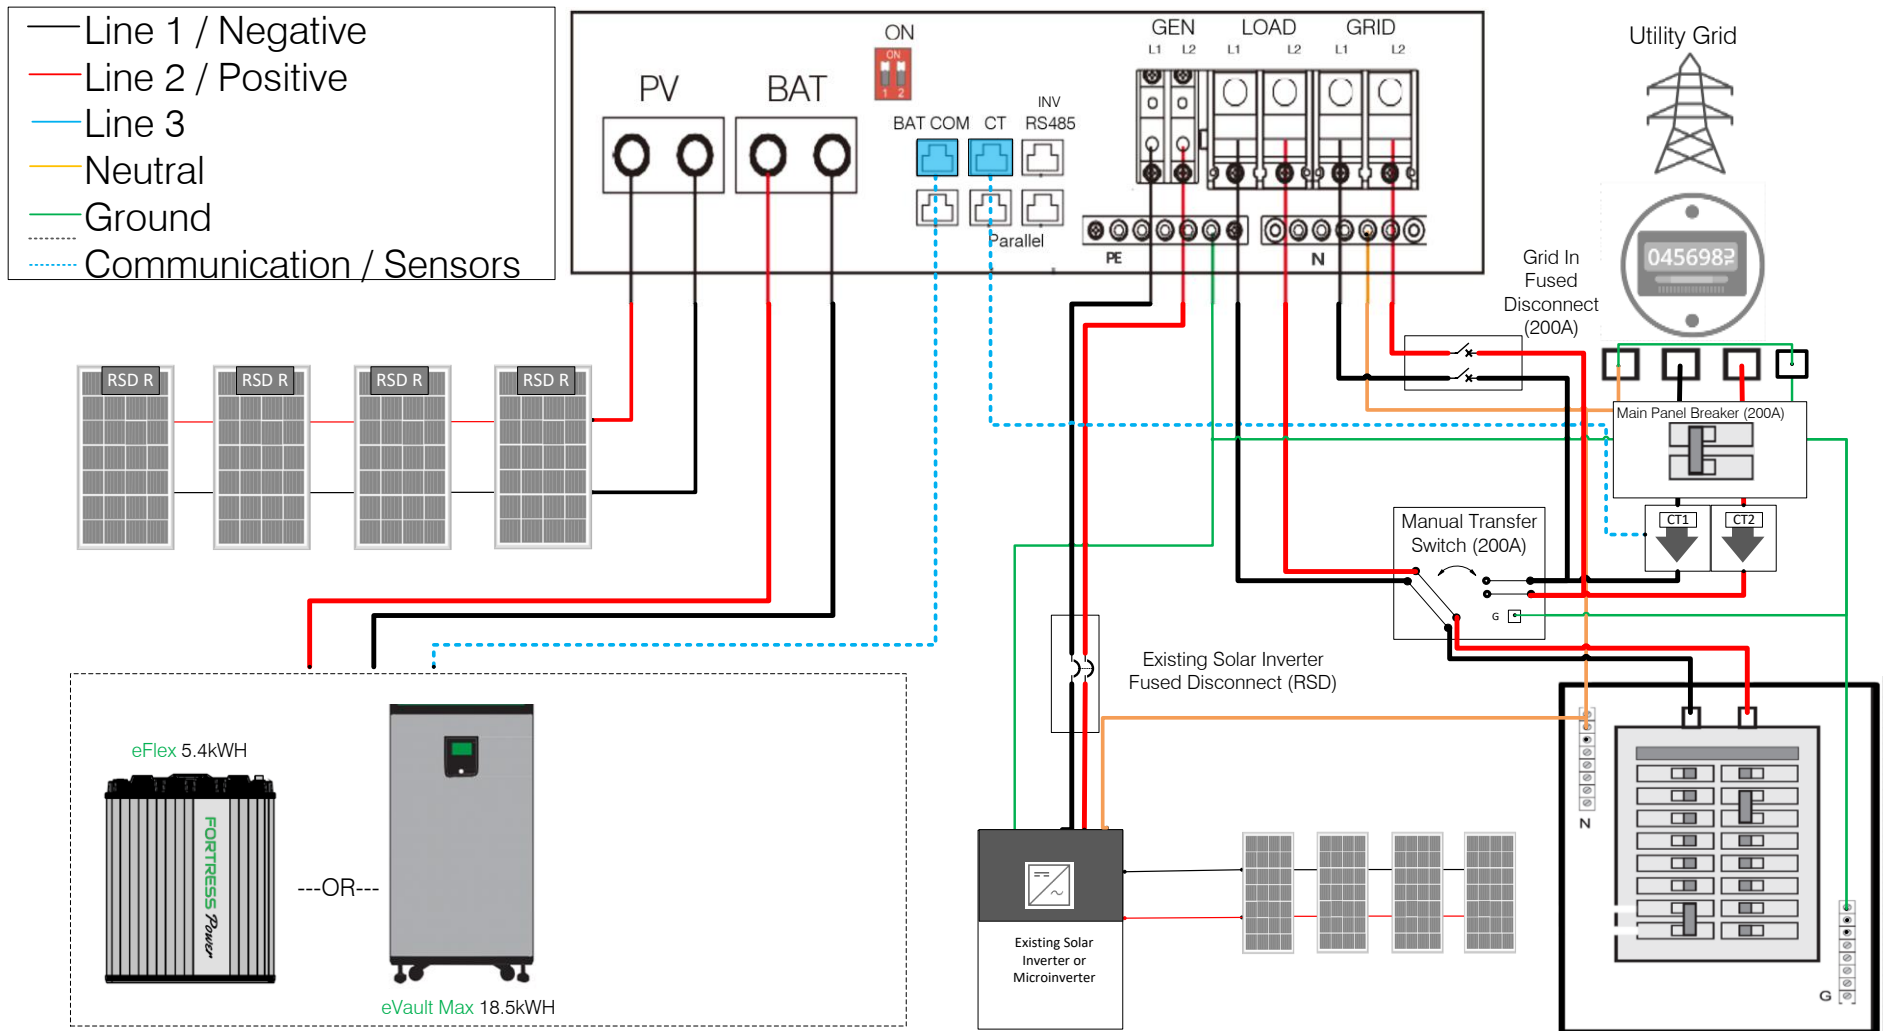 Line 1 / Negative
Line 2 / Positive
Line 3
Neutral
Ground
Communication / Sensors
PV
BAT
ON
ON
1 2
BAT COM
CT
INV
RS485
Parallel
GEN
LOAD
GRID
L1 L2
L1 L2
L1 L2
PE
N
Utility Grid
Grid In
Fused
Disconnect
(200A)
Main Panel Breaker (200A)
CT1
CT2
RSD R
RSD R
RSD R
RSD R
Manual Transfer
Switch (200A)
G
Existing Solar Inverter
Fused Disconnect (RSD)
eFlex 5.4kWH
FORTRESS Power
---OR---
eVault Max 18.5kWH
Existing Solar
Inverter or
Microinverter
N
G